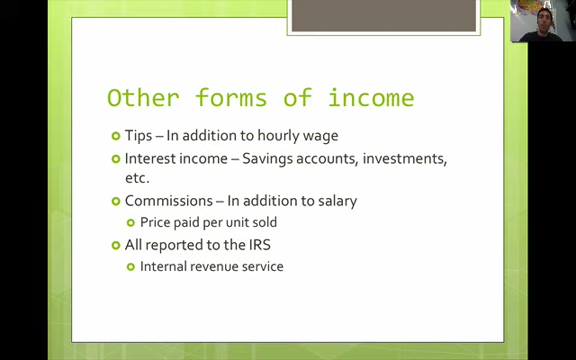 Other forms of income
Tips – In addition to hourly wage
Interest income – Savings accounts, investments,
etc.
Commissions – In addition to salary
Price paid per unit sold
All reported to the IRS
Internal revenue service